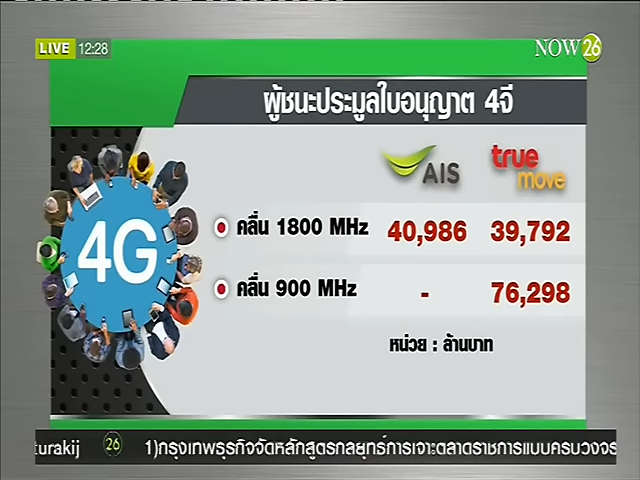 LIVE 12:28
NOW26
ผู้ชนะประมูลใบอนุญาต 4จี
AIS
true move
4G
คลื่น 1800 MHz 40,986 39,792
คลื่น 900 MHz - 76,298
หน่วย : ล้านบาท
turakij 26 1)กรุงเทพธุรกิจจัดหลักสูตรกลยุทธ์การเจาะตลาดราชการแบบครบวงจร